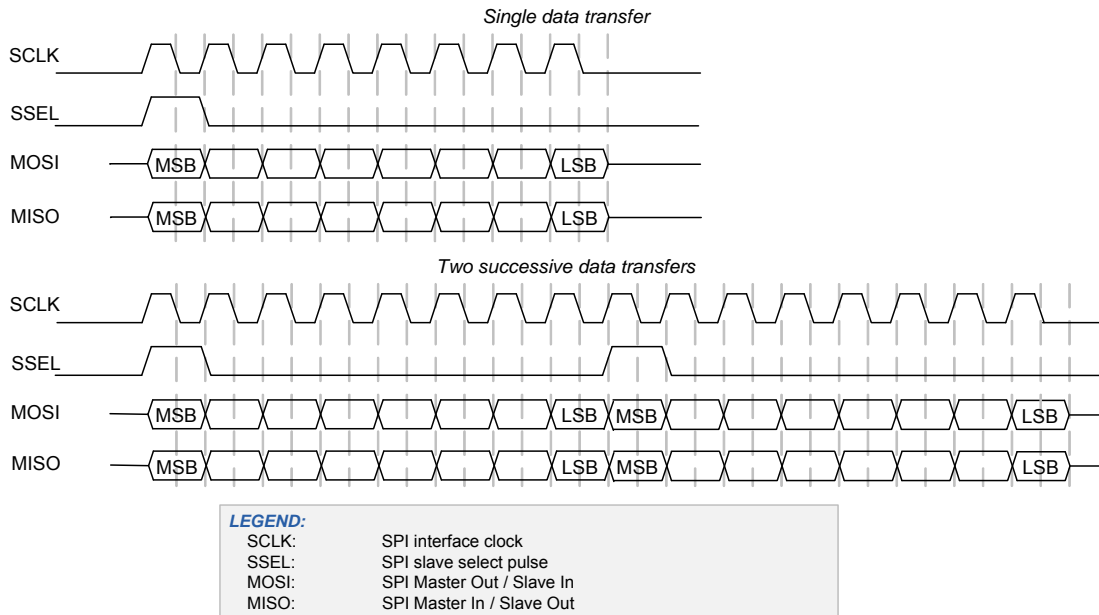 Single data transfer
SCLK
SSEL
MOSI MSB LSB
MISO MSB LSB
Two successive data transfers
SCLK
SSEL
MOSI MSB LSB MSB LSB
MISO MSB LSB MSB LSB
LEGEND:
SCLK: SPI interface clock
SSEL: SPI slave select pulse
MOSI: SPI Master Out / Slave In
MISO: SPI Master In / Slave Out